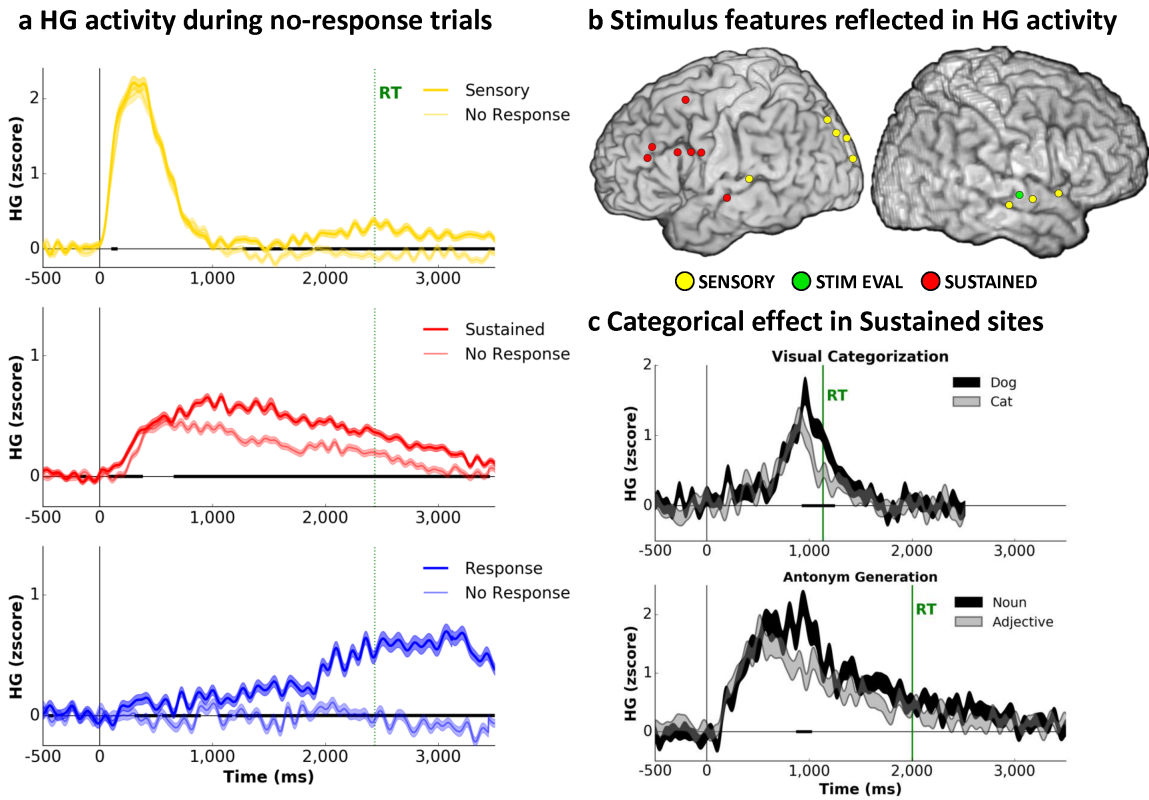 a HG activity during no-response trials
HG (zscore)
2
1
0
Sensory
No Response
RT
-500 0 1,000 2,000 3,000
HG (zscore)
1
0
Sustained
No Response
-500 0 1,000 2,000 3,000
HG (zscore)
1
0
Response
No Response
-500 0 1,000 2,000 3,000
Time (ms)
b Stimulus features reflected in HG activity
SENSORY STIM EVAL SUSTAINED
c Categorical effect in Sustained sites
Visual Categorization
HG (zscore)
2
1
0
RT
Dog
Cat
-500 0 1,000 2,000 3,000
Antonym Generation
HG (zscore)
2
1
0
RT
Noun
Adjective
-500 0 1,000 2,000 3,000
Time (ms)